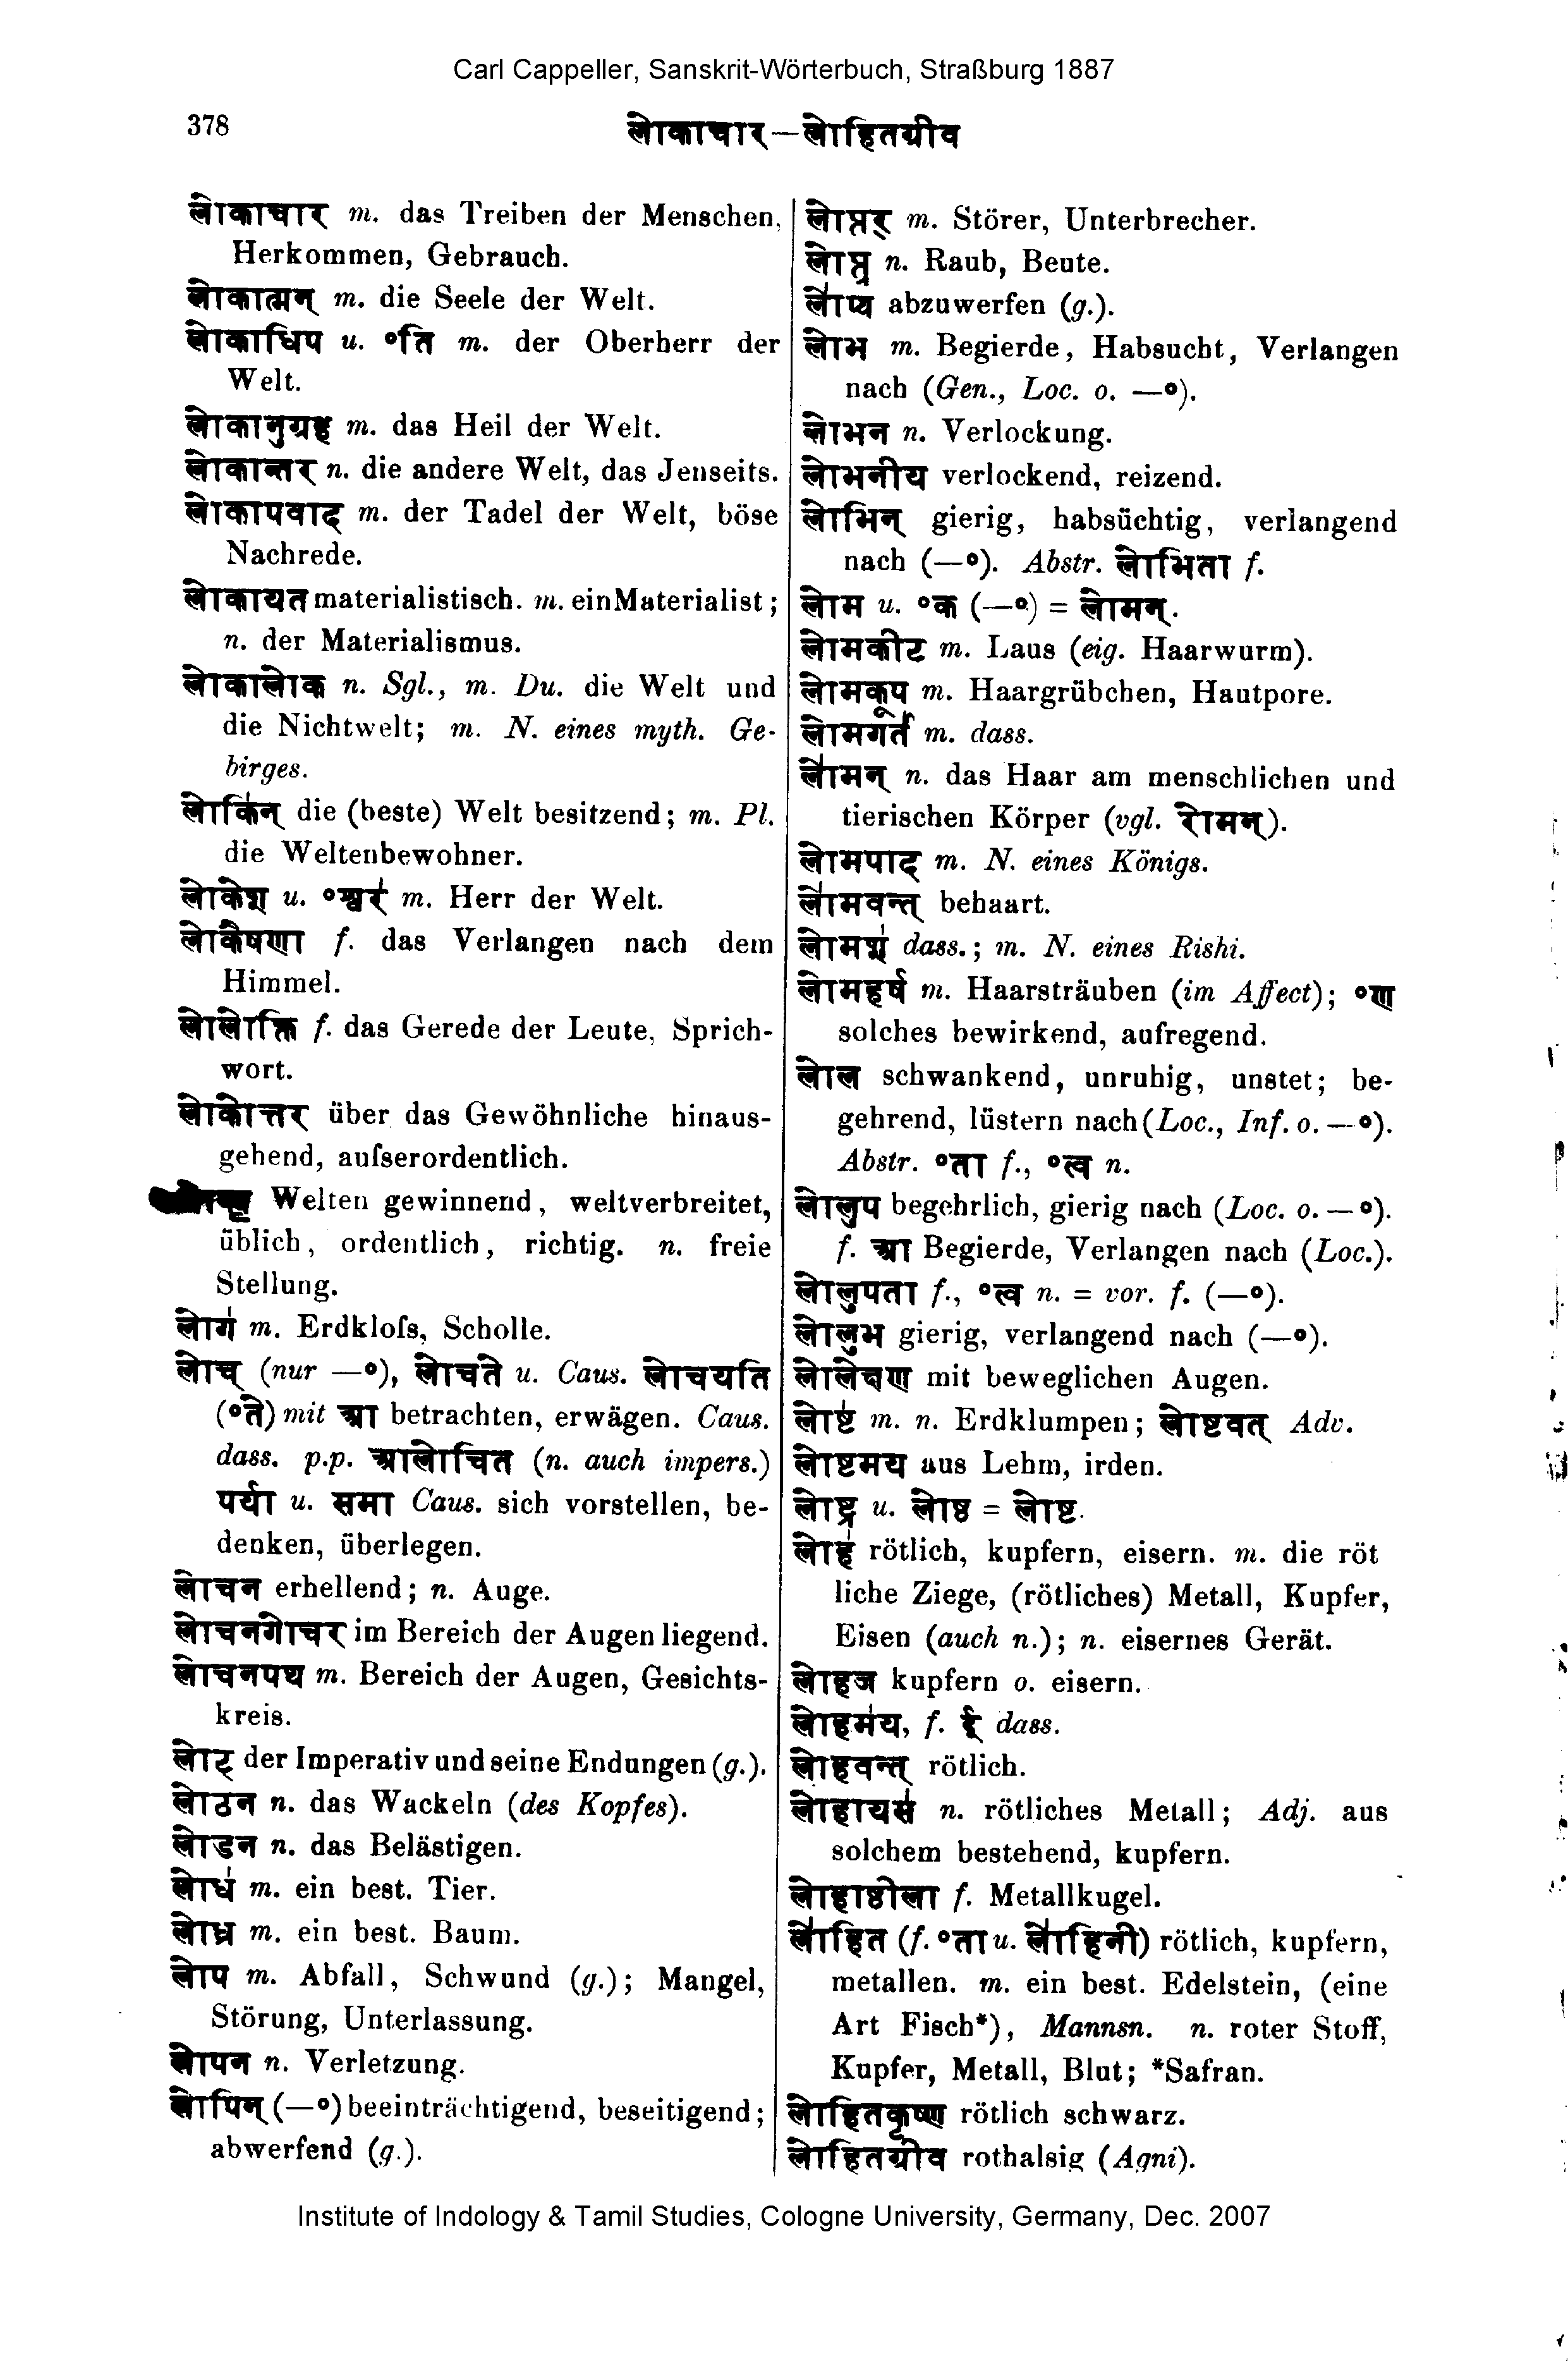 Carl Cappeller, Sanskrit-Wörterbuch, Straßburg 1887
378
लोकाचार—लोहितग्रीव
लोकाचार m. das Treiben der Menschen,
Herkommen, Gebrauch.
लोकात्मन् m. die Seele der Welt.
लोकाधिप u. °ति m. der Oberherr der
Welt.
लोकानुग्रह m. das Heil der Welt.
लोकान्तर n. die andere Welt, das Jenseits.
लोकापवाद m. der Tadel der Welt, böse
Nachrede.
लोकायत materialistisch. m. ein Materialist;
n. der Materialismus.
लोकालोक n. Sgl., m. Du. die Welt und
die Nichtwelt; m. N. eines myth. Ge-
birges.
लोकिन्॑ die (beste) Welt besitzend; m. Pl.
die Weltenbewohner.
लोकेश u. °श्वर॑ m. Herr der Welt.
लोकैषणा f. das Verlangen nach dem
Himmel.
लोलोक्ति f. das Gerede der Leute, Sprich-
wort.
लोकोत्तर über das Gewöhnliche hinaus-
gehend, aufserordentlich.
Welten gewinnend, weltverbreitet,
üblich, ordentlich, richtig. n. freie
Stellung.
लोग॑ m. Erdklofs, Scholle.
लोच् (nur —°), लोचते u. Caus. लोचयति
(°ते) mit आ betrachten, erwägen. Caus.
dass. p.p. आलोचित (n. auch impers.)
पर्या u. समा Caus. sich vorstellen, be-
denken, überlegen.
लोचन erhellend; n. Auge.
लोचनगोचर im Bereich der Augen liegend.
लोचनपथ m. Bereich der Augen, Gesichts-
kreis.
लोट् der Imperativ und seine Endungen (g.).
लोठन n. das Wackeln (des Kopfes).
लोडन n. das Belästigen.
लोध॑ m. ein best. Tier.
लोध्र m. ein best. Baum.
लोप m. Abfall, Schwund (g.); Mangel,
Störung, Unterlassung.
लोपन n. Verletzung.
लोपिन् (—°) beeinträchtigend, beseitigend;
abwerfend (g.).
लोप्तर् m. Störer, Unterbrecher.
लोप्त्र n. Raub, Beute.
लो॑प्य abzuwerfen (g.).
लोभ m. Begierde, Habsucht, Verlangen
nach (Gen., Loc. o. —°).
लोभन n. Verlockung.
लोभनीय verlockend, reizend.
लोभिन् gierig, habsüchtig, verlangend
nach (—°). Abstr. लोभिता f.
लोम u. °क (—°) = लोमन्.
लोमकीट m. Laus (eig. Haarwurm).
लोमकूप m. Haargrübchen, Hautpore.
लोमगर्त m. dass.
लो॑मन् n. das Haar am menschlichen und
tierischen Körper (vgl. रोमन्).
लोमपाद m. N. eines Königs.
लो॑मवन्त् behaart.
लोमश॑ dass.; m. N. eines Rishi.
लोमहर्ष m. Haarsträuben (im Affect); °ण
solches bewirkend, aufregend.
लोल schwankend, unruhig, unstet; be-
gehrend, lüstern nach (Loc., Inf. o. —°).
Abstr. °ता f., °त्व n.
लोलुप begehrlich, gierig nach (Loc. o. —°).
f. आ Begierde, Verlangen nach (Loc.).
लोलुपता f., °त्व n. = vor. f. (—°).
लोलुभ gierig, verlangend nach (—°).
लोलेक्षण mit beweglichen Augen.
लोष्ट॑ m. n. Erdklumpen; लोष्टवत् Adv.
लोष्टमय aus Lehm, irden.
लोष्ट्र u. लोष्ठ = लोष्ट.
लोह॑ rötlich, kupfern, eisern. m. die röt
liche Ziege, (rötliches) Metall, Kupfer,
Eisen (auch n.); n. eisernes Gerät.
लोहज kupfern o. eisern.
लोहम॑य, f. ई dass.
लोहवन्त् rötlich.
लोहायस॑ n. rötliches Metall; Adj. aus
solchem bestehend, kupfern.
लोहाष्ठीला f. Metallkugel.
लो॑हित (f. °ता u. लो॑हिनी) rötlich, kupfern,
metallen. m. ein best. Edelstein, (eine
Art Fisch*), Mannsn. n. roter Stoff,
Kupfer, Metall, Blut; *Safran.
लोहितकृष्ण rötlich schwarz.
लोहितग्रीव rothalsig (Agni).
Institute of Indology & Tamil Studies, Cologne University, Germany, Dec. 2007